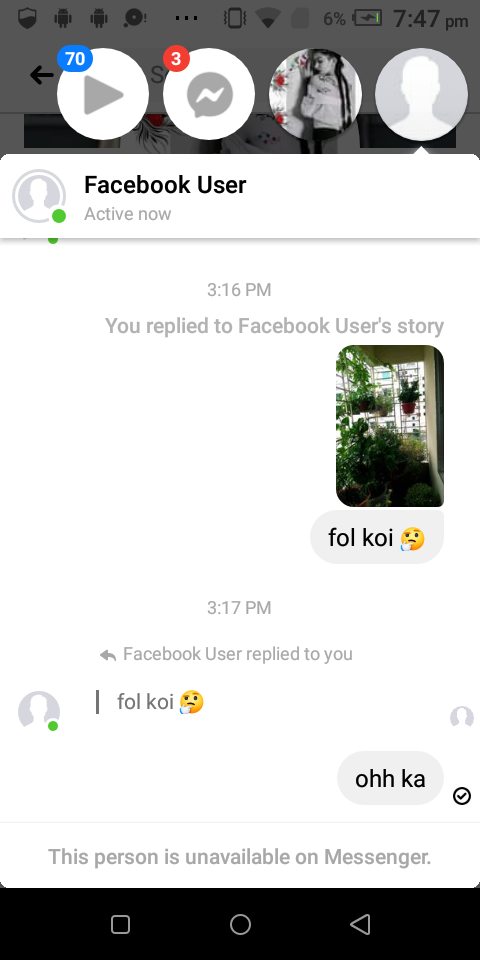 6%
7:47 pm
70
3
S
Facebook User
Active now
3:16 PM
You replied to Facebook User's story
fol koi 🤔
3:17 PM
Facebook User replied to you
fol koi 🤔
ohh ka
This person is unavailable on Messenger.